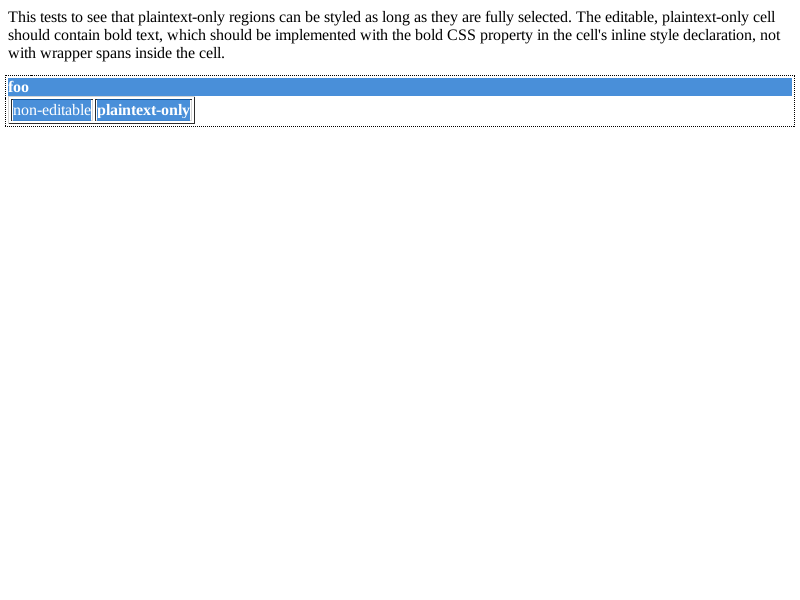 This tests to see that plaintext-only regions can be styled as long as they are fully selected. The editable, plaintext-only cell
should contain bold text, which should be implemented with the bold CSS property in the cell's inline style declaration, not
with wrapper spans inside the cell.
foo
non-editable plaintext-only